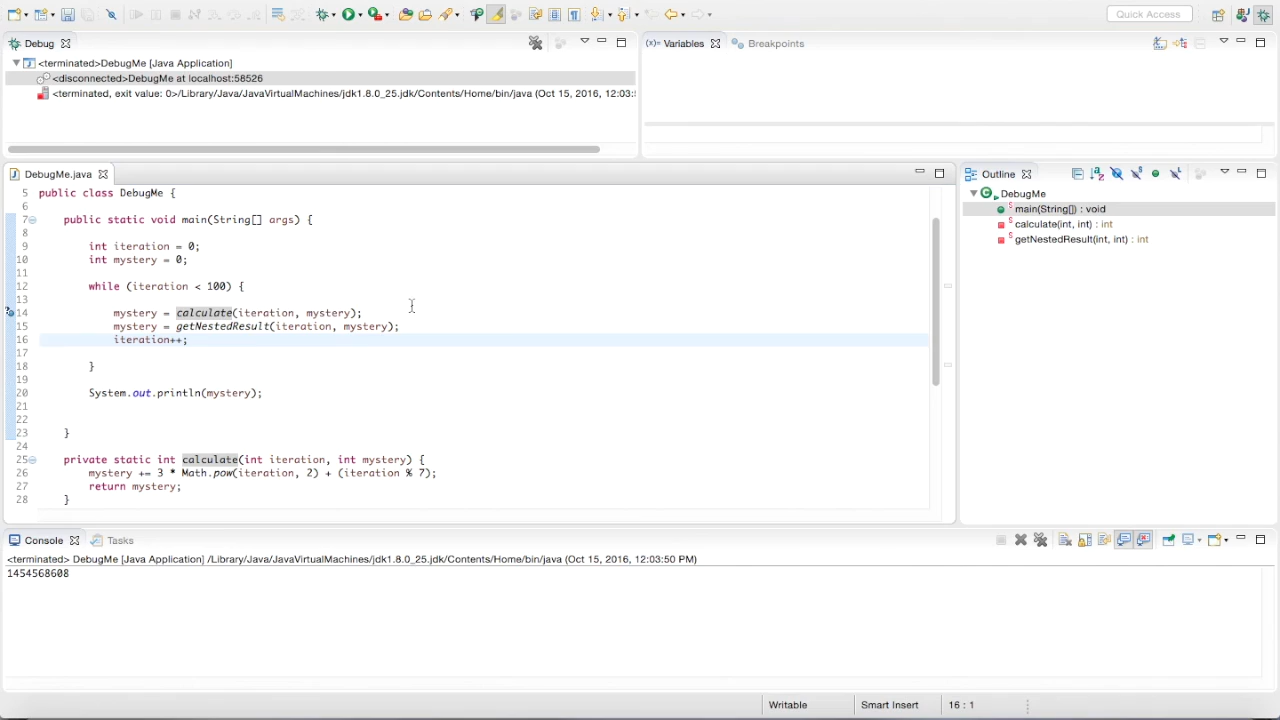 Quick Access
Debug
<terminated>DebugMe [Java Application]
<disconnected>DebugMe at localhost:58526
<terminated, exit value: 0>/Library/Java/JavaVirtualMachines/jdk1.8.0_25.jdk/Contents/Home/bin/java (Oct 15, 2016, 12:03:5
(x)= Variables
Breakpoints
DebugMe.java
5 public class DebugMe {
6
7 public static void main(String[] args) {
8
9 int iteration = 0;
10 int mystery = 0;
11
12 while (iteration < 100) {
13
14 mystery = calculate(iteration, mystery);
15 mystery = getNestedResult(iteration, mystery);
16 iteration++;
17
18 }
19
20 System.out.println(mystery);
21
22
23 }
24
25 private static int calculate(int iteration, int mystery) {
26 mystery += 3 * Math.pow(iteration, 2) + (iteration % 7);
27 return mystery;
28 }
Outline
DebugMe
main(String[]) : void
calculate(int, int) : int
getNestedResult(int, int) : int
Console
Tasks
<terminated> DebugMe [Java Application] /Library/Java/JavaVirtualMachines/jdk1.8.0_25.jdk/Contents/Home/bin/java (Oct 15, 2016, 12:03:50 PM)
1454568608
Writable
Smart Insert
16 : 1